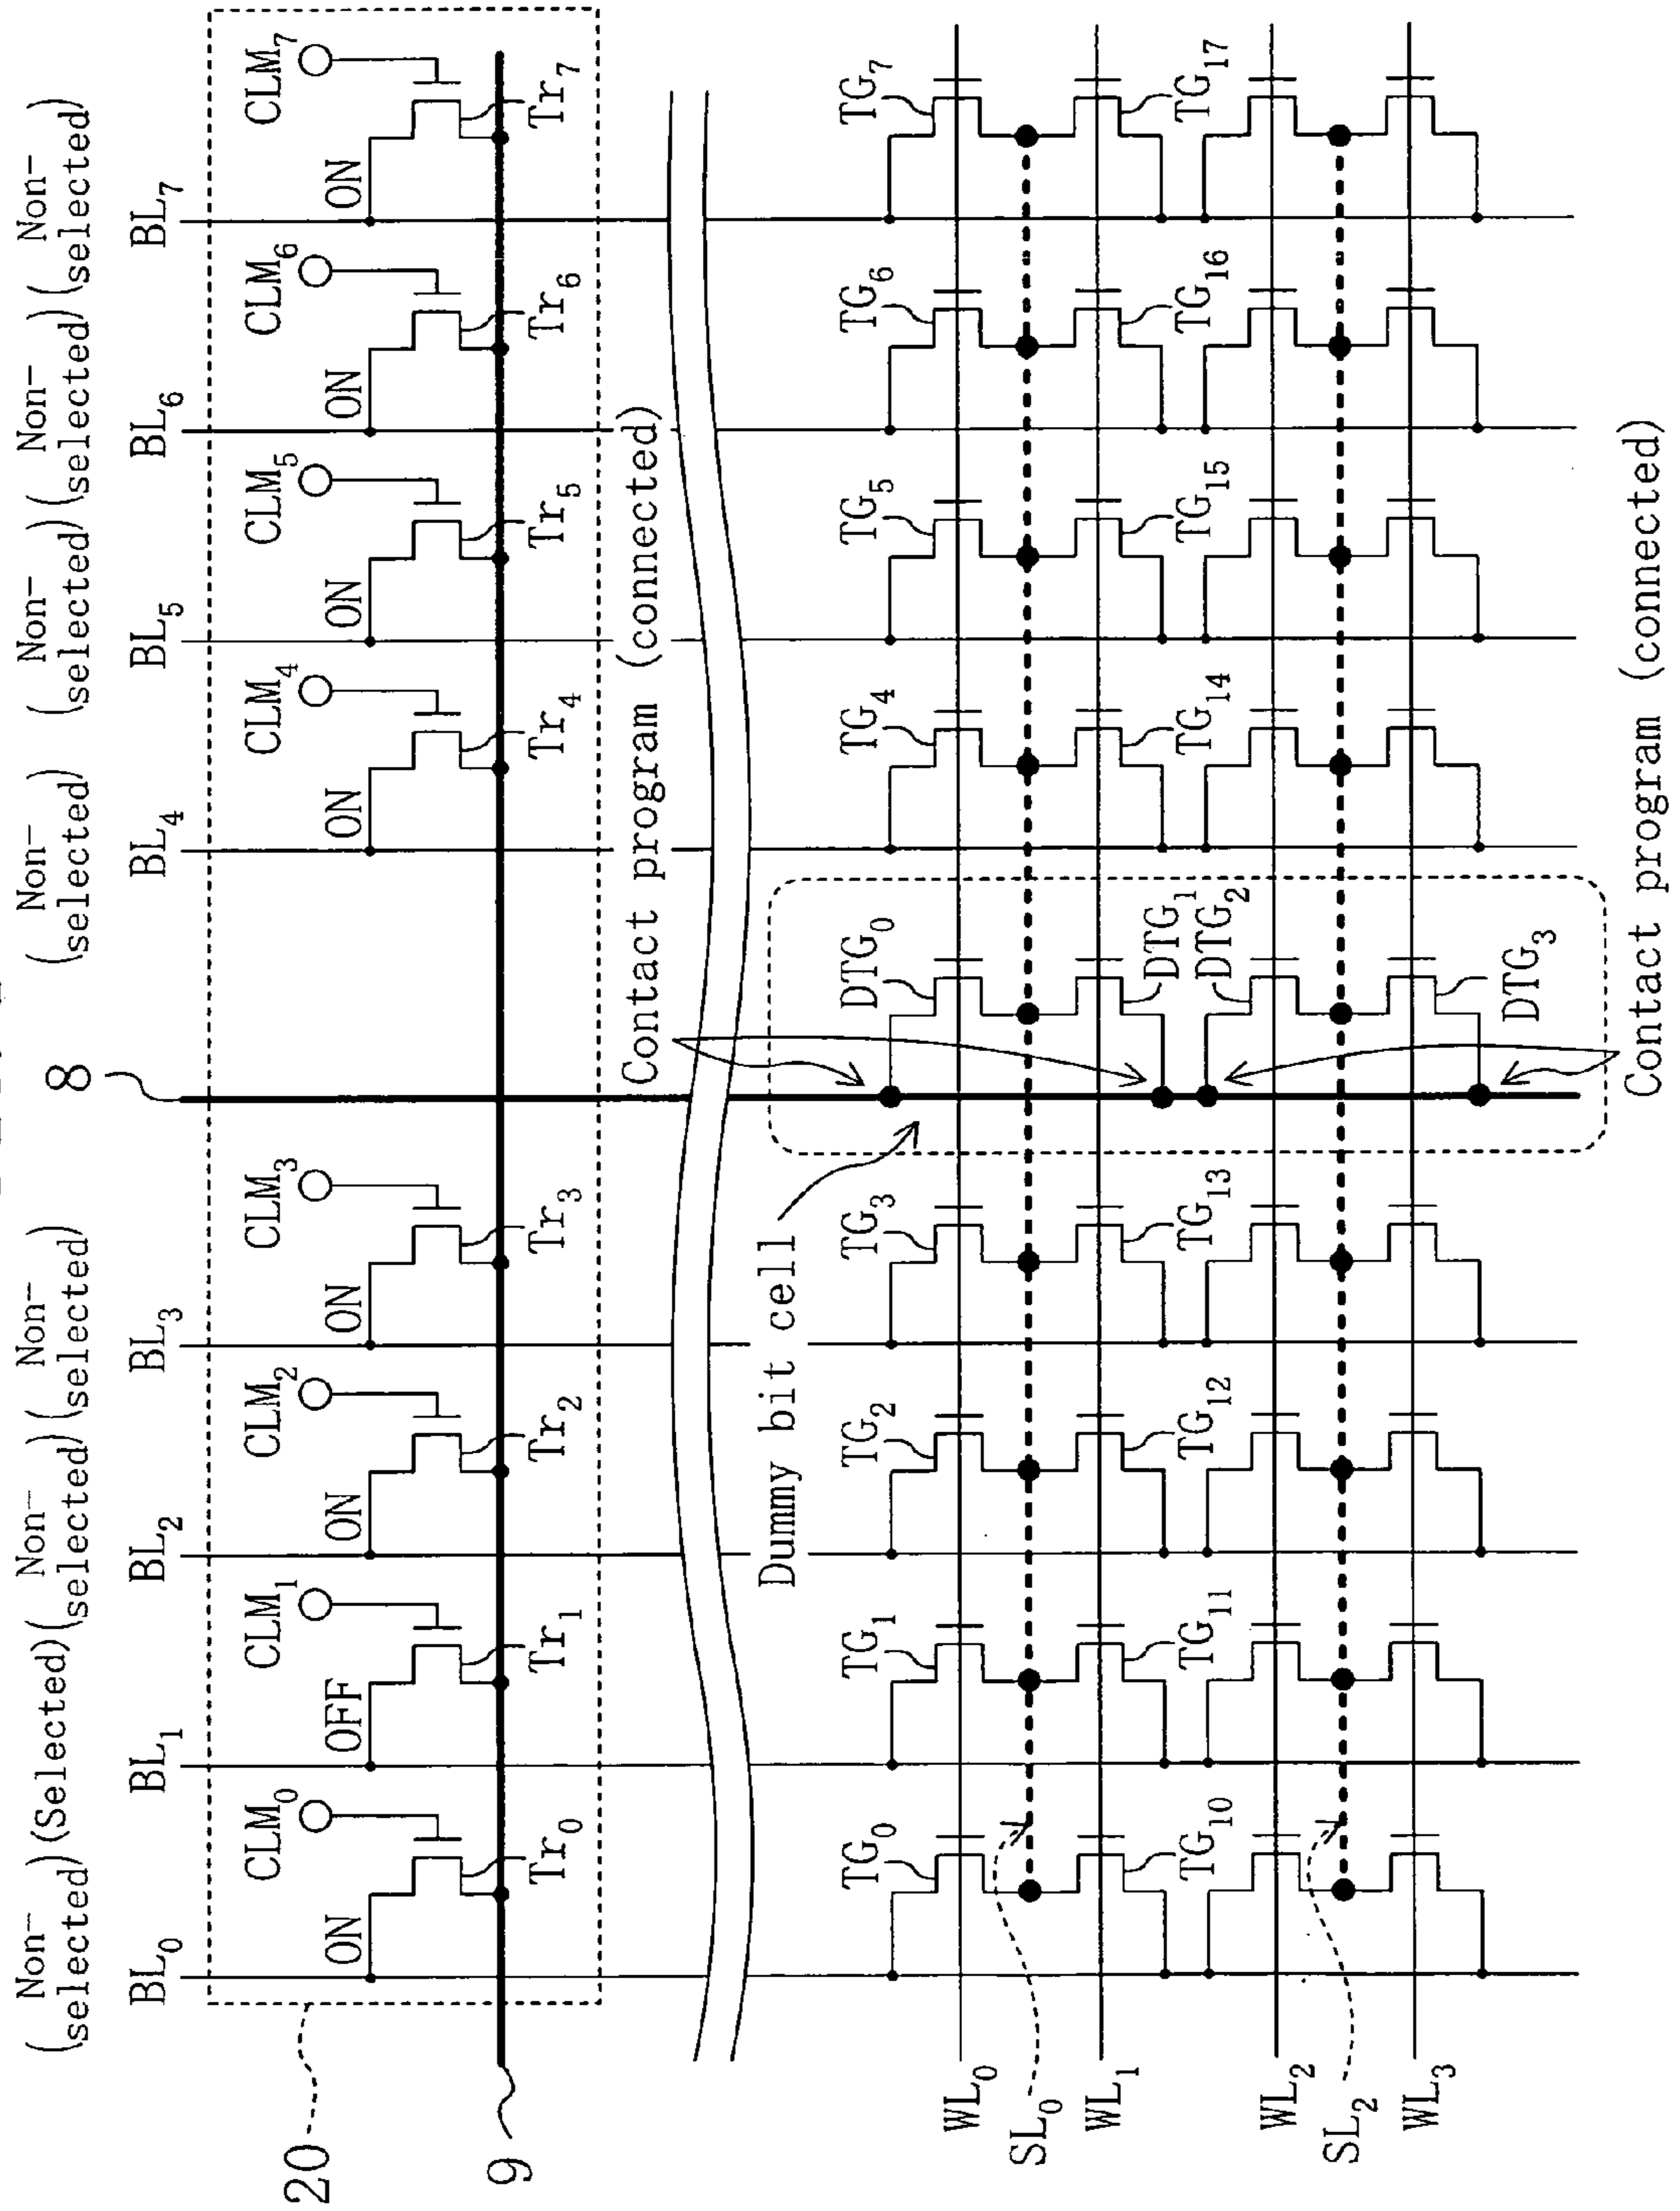 (Non-selected) (Selected) (Non-selected) (Non-selected) (Non-selected) (Non-selected) (Non-selected) (Non-selected)
BL0 BL1 BL2 BL3 8 BL4 BL5 BL6 BL7
CLM0 CLM1 CLM2 CLM3 CLM4 CLM5 CLM6 CLM7
ON OFF ON ON ON ON ON ON
20
Tr0 Tr1 Tr2 Tr3 Tr4 Tr5 Tr6 Tr7
9
Contact program (connected)
Dummy bit cell
TG0 TG1 TG2 TG3 DTG0 TG4 TG5 TG6 TG7
WL0
SL0
WL1
TG10 TG11 TG12 TG13 DTG1 TG14 TG15 TG16 TG17
DTG2
WL2
SL2
WL3
DTG3
Contact program (connected)